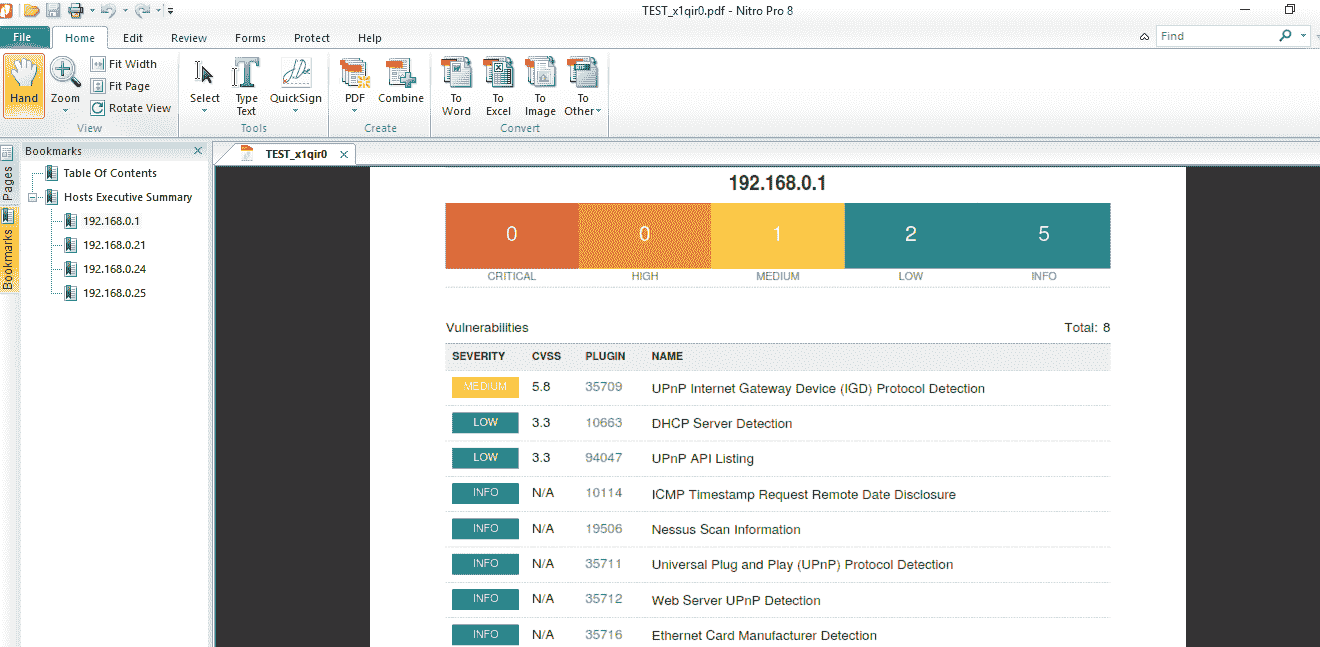 TEST_x1qir0.pdf - Nitro Pro 8
File Home Edit Review Forms Protect Help Find
Hand
Zoom
Fit Width
Fit Page
Rotate View
View
Select
Type Text
QuickSign
Tools
PDF
Combine
Create
To Word
To Excel
To Image
To Other
Convert
Pages
Bookmarks
Bookmarks
Table Of Contents
Hosts Executive Summary
192.168.0.1
192.168.0.21
192.168.0.24
192.168.0.25
TEST_x1qir0
192.168.0.1
0 0 1 2 5
CRITICAL HIGH MEDIUM LOW INFO
Vulnerabilities Total: 8
SEVERITY CVSS PLUGIN NAME
MEDIUM 5.8 35709 UPnP Internet Gateway Device (IGD) Protocol Detection
LOW 3.3 10663 DHCP Server Detection
LOW 3.3 94047 UPnP API Listing
INFO N/A 10114 ICMP Timestamp Request Remote Date Disclosure
INFO N/A 19506 Nessus Scan Information
INFO N/A 35711 Universal Plug and Play (UPnP) Protocol Detection
INFO N/A 35712 Web Server UPnP Detection
INFO N/A 35716 Ethernet Card Manufacturer Detection